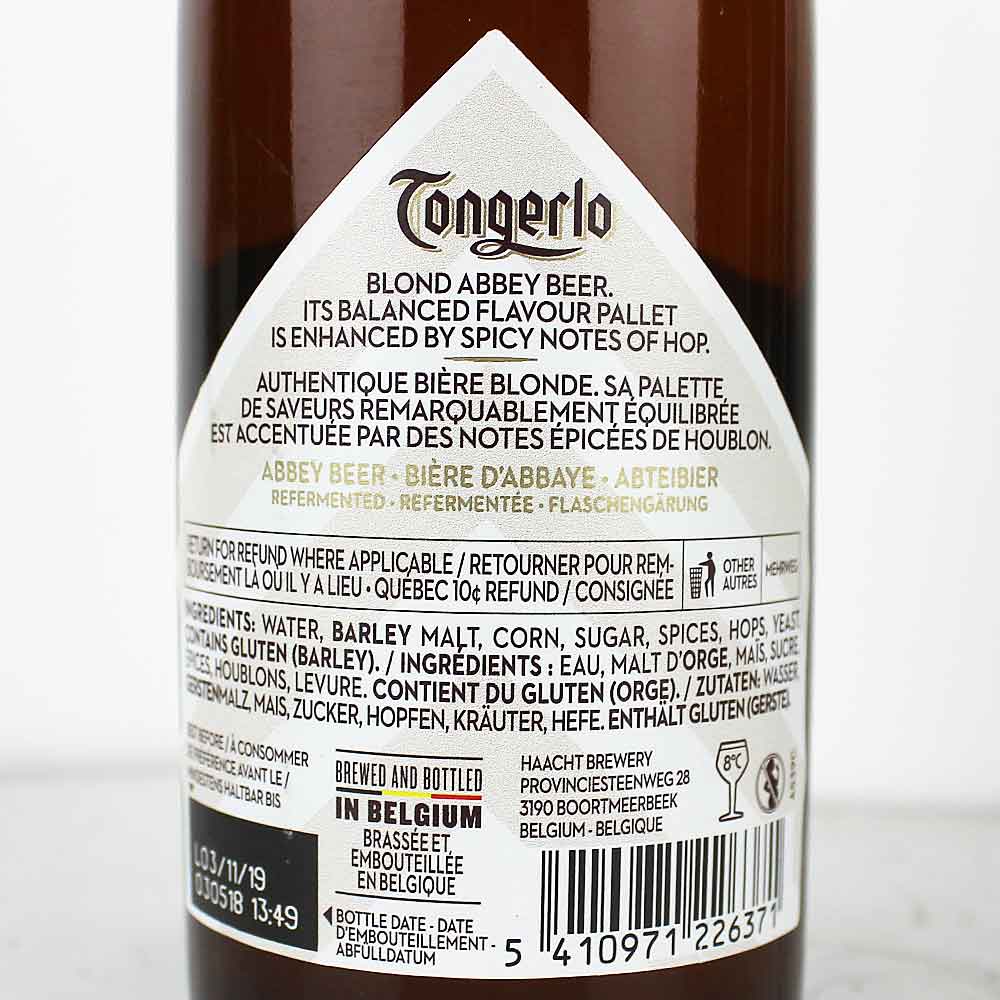 Tongerlo
BLOND ABBEY BEER.
ITS BALANCED FLAVOUR PALLET
IS ENHANCED BY SPICY NOTES OF HOP.
AUTHENTIQUE BIÈRE BLONDE. SA PALETTE
DE SAVEURS REMARQUABLEMENT ÉQUILIBRÉE
EST ACCENTUÉE PAR DES NOTES ÉPICÉES DE HOUBLON.
ABBEY BEER • BIÈRE D'ABBAYE • ABTEIBIER
REFERMENTED • REFERMENTÉE • FLASCHENGÄRUNG
RETURN FOR REFUND WHERE APPLICABLE / RETOURNER POUR REM-
BOURSEMENT LÀ OÙ IL Y A LIEU • QUÉBEC 10¢ REFUND / CONSIGNÉE
OTHER
AUTRES
MEHRWEG
INGREDIENTS: WATER, BARLEY MALT, CORN, SUGAR, SPICES, HOPS, YEAST.
CONTAINS GLUTEN (BARLEY). / INGRÉDIENTS : EAU, MALT D'ORGE, MAÏS, SUCRE,
ÉPICES, HOUBLONS, LEVURE. CONTIENT DU GLUTEN (ORGE). / ZUTATEN: WASSER,
GERSTENMALZ, MAIS, ZUCKER, HOPFEN, KRÄUTER, HEFE. ENTHÄLT GLUTEN (GERSTE).
BEST BEFORE / À CONSOMMER
DE PRÉFÉRENCE AVANT LE /
MINDESTENS HALTBAR BIS
L03/11/19
030518 13:49
BREWED AND BOTTLED
IN BELGIUM
BRASSÉE ET
EMBOUTEILLÉE
EN BELGIQUE
BOTTLE DATE - DATE
D'EMBOUTEILLEMENT -
ABFÜLLDATUM
HAACHT BREWERY
PROVINCIESTEENWEG 28
3190 BOORTMEERBEEK
BELGIUM - BELGIQUE
8°C
5 410971 226371